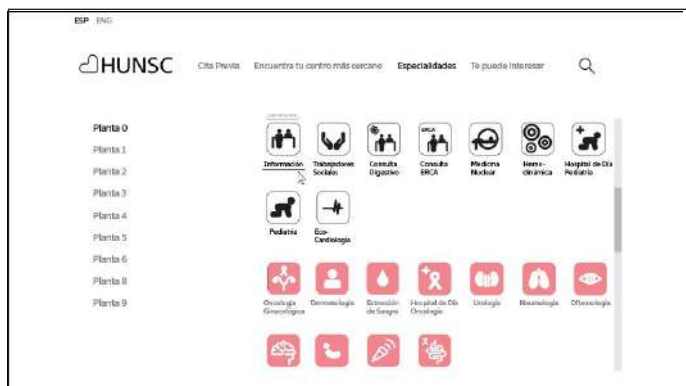 ESP ENG
HUNSC
Cita Previa Encuentra tu centro más cercano Especialidades Te puede Interesar
Planta 0
Planta 1
Planta 2
Planta 3
Planta 4
Planta 5
Planta 6
Planta 8
Planta 9
ERCA
Información Trabajadores Sociales Consulta Digestivo Consulta ERCA Medicina Nuclear Hemo-dinámica Hospital de Día Pediatría
Pediatría Eco-Cardiología
Oncología Ginecológica Dermatología Extracción de Sangre Hospital de Día Oncología Urología Neumología Oftmología